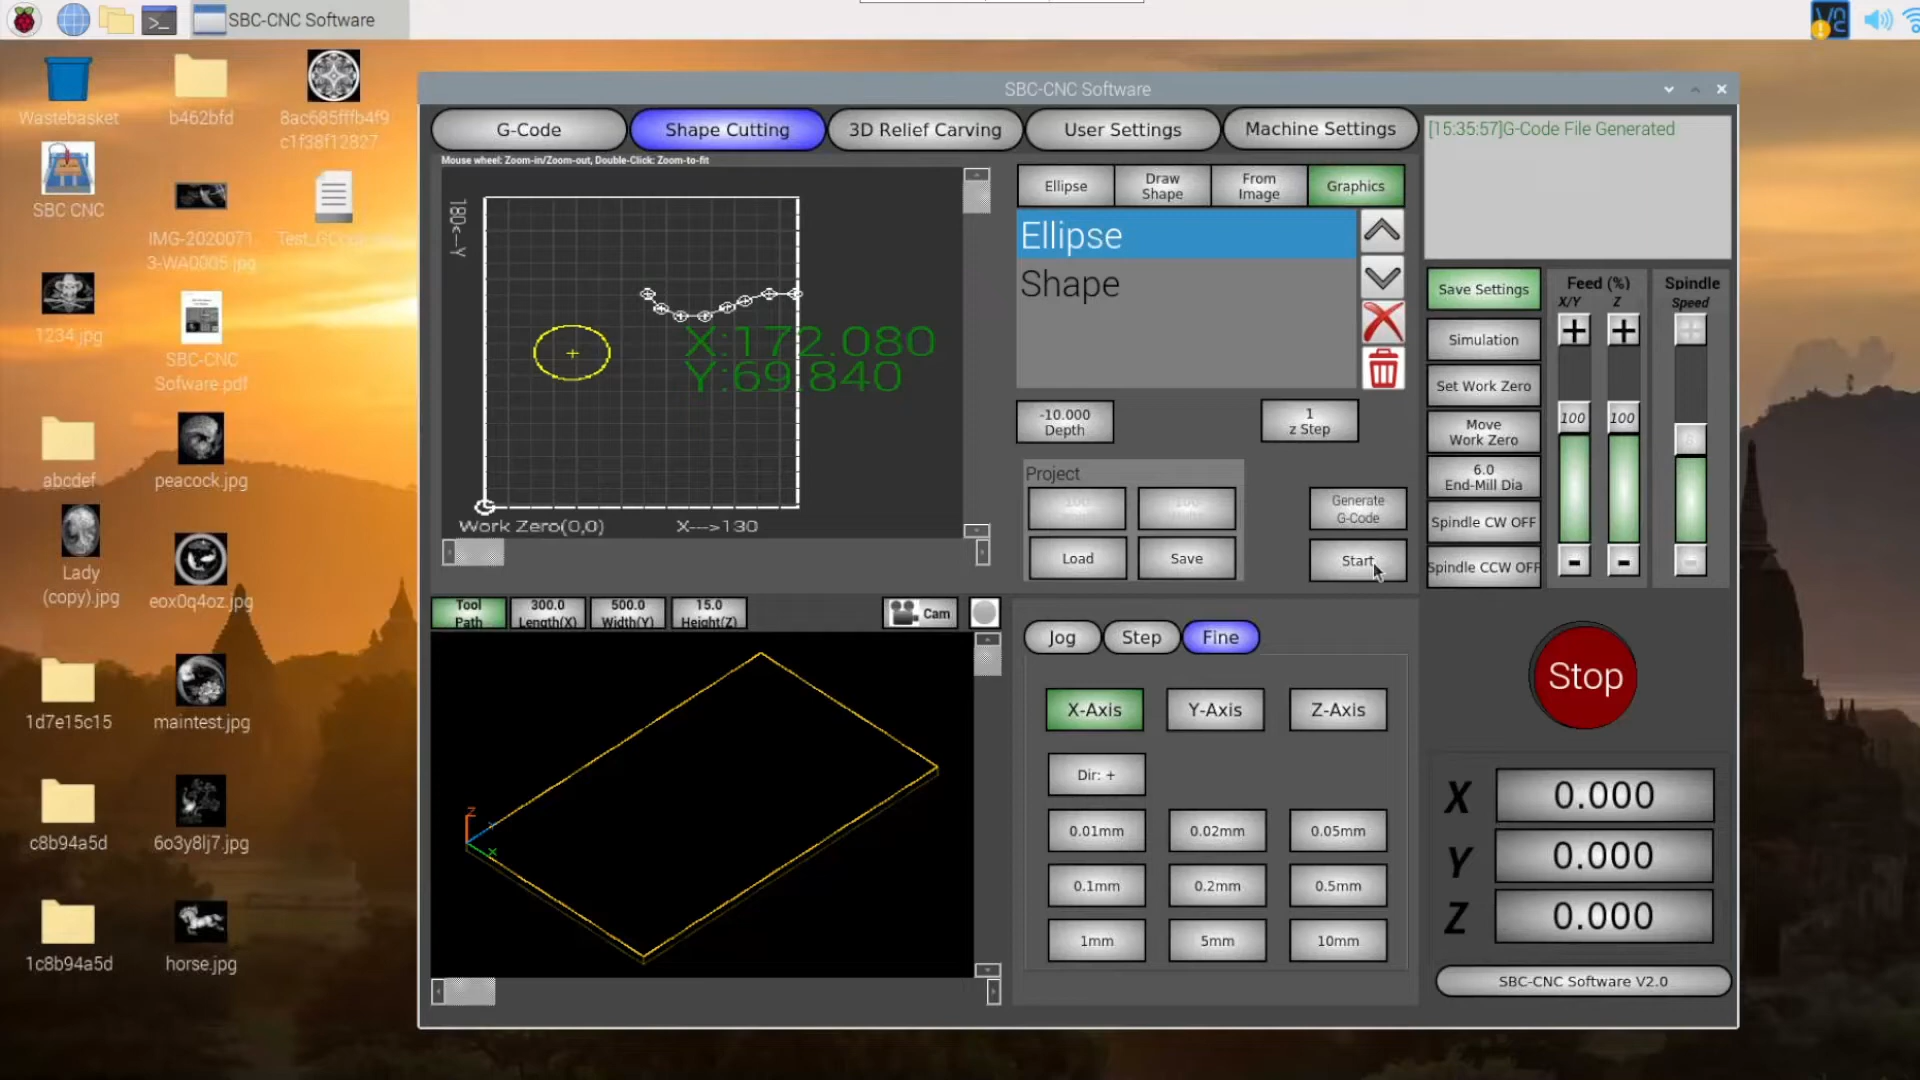 SBC-CNC Software
Wastebasket
b462bfd
8ac685fffb4f9
c1f38f12827
SBC CNC
IMG-2020071
3-WA0005.jpg
1234.jpg
SBC-CNC
Sofware.pdf
abcdef
peacock.jpg
Lady
(copy).jpg
eox0q4oz.jpg
1d7e15c15
maintest.jpg
c8b94a5d
6o3y8lj7.jpg
1c8b94a5d
horse.jpg
SBC-CNC Software
G-Code
Shape Cutting
3D Relief Carving
User Settings
Machine Settings
[15:35:57]G-Code File Generated
Mouse wheel: Zoom-in/Zoom-out, Double-Click: Zoom-to-fit
180<--Y
X:172.080
Y:69.840
Work Zero(0,0)
X--->130
Ellipse
Draw
Shape
From
Image
Graphics
Ellipse
Shape
-10.000
Depth
1
z Step
Project
Load
Save
Generate
G-Code
Start
Save Settings
Simulation
Set Work Zero
Move
Work Zero
6.0
End-Mill Dia
Spindle CW OFF
Spindle CCW OFF
Feed (%)
X/Y
Z
+
+
100
100
-
-
Spindle
Speed
Tool
Path
300.0
Length(X)
500.0
Width(Y)
15.0
Height(Z)
Cam
Z
X
Jog
Step
Fine
X-Axis
Y-Axis
Z-Axis
Dir: +
0.01mm
0.02mm
0.05mm
0.1mm
0.2mm
0.5mm
1mm
5mm
10mm
Stop
X
0.000
Y
0.000
Z
0.000
SBC-CNC Software V2.0